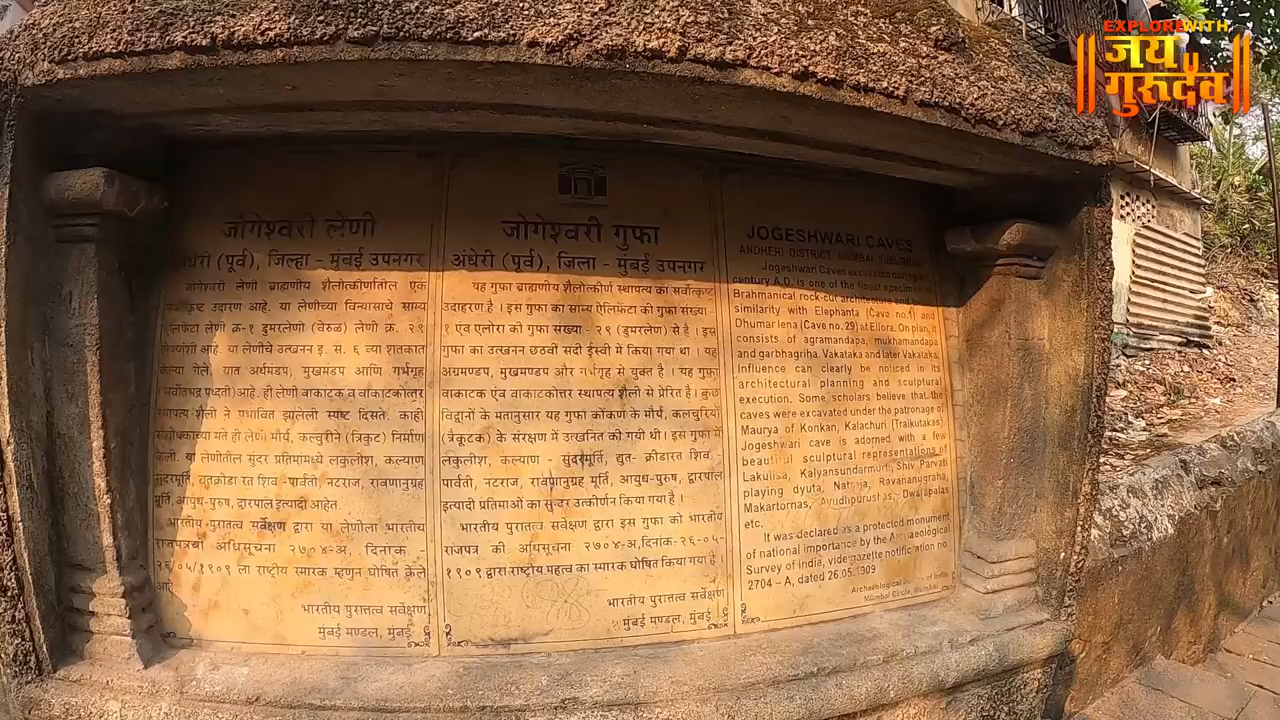 EXPLORE WITH
जय
गुरुदेव
जोगेश्वरी लेणी
(पूर्व), जिल्हा - मुंबई उपनगर
जोगेश्वरी लेणी ब्राह्मणीय शैलोत्कीर्णातील एक
उदारण आहे. या लेणीच्या विन्यासाचे साम्य
लेणी क्र-१ डुमरलेणी (वेरुळ) लेणी क्र. २९
आहे. या लेणीचे उत्खनन इ. स. ६ व्या शतकात
केल्या गेले. यात अर्धमंडप, मुखमंडप आणि गर्भगृह
आहे. ही लेणी वाकाटक व वाकाटकोत्तर
स्थापत्य शैली ने प्रभावित झालेली स्पष्ट दिसते. काही
मते ही लेणी मौर्य, कल्चुरीने (त्रिकुट) निर्माण
केली. या लेणीतील सुंदर प्रतिमांमध्ये लकुलीश, कल्याण
सुंदरमूर्ति, द्युतक्रीडा रत शिव-पार्वती, नटराज, रावणानुग्रह
मूर्ति, आयुध-पुरुष, द्वारपाल इत्यादी आहेत.
भारतीय पुरातत्व सर्वेक्षण द्वारा या लेणीला भारतीय
राजपत्रचा अधिसूचना २७०४-अ, दिनांक -
२६/०५/१९०९ ला राष्ट्रीय स्मारक म्हणुन घोषित केले
आहे.
भारतीय पुरातत्व सर्वेक्षण
मुंबई मण्डल, मुंबई
जोगेश्वरी गुफा
अंधेरी (पूर्व), जिला - मुंबई उपनगर
यह गुफा ब्राह्मणीय शैलोत्कीर्ण स्थापत्य का सर्वोत्कृष्ट
उदाहरण है । इस गुफा का साम्य ऐलिफेंटा की गुफा संख्या -
१ एंव एलोरा की गुफा संख्या - २९ (डुमरलेण) से है । इस
गुफा का उत्खनन छठवीं सदी ईस्वी में किया गया था । यह
अग्रमण्डप, मुखमण्डप और गर्भगृह से युक्त है । यह गुफा
वाकाटक एंव वाकाटकोत्तर स्थापत्य शैली से प्रेरित है। कुछ
विद्वानों के मतानुसार यह गुफा कोंकण के मौर्य, कलचुरियों
(त्रैकूटक) के संरक्षण में उत्खनित की गयी थी । इस गुफा में
लकुलीश, कल्याण - सुंदरमूर्ति, द्युत- क्रीडारत शिव,
पार्वती, नटराज, रावणानुग्रह मूर्ति, आयुध-पुरुष, द्वारपाल
इत्यादी प्रतिमाओं का सुन्दर उत्कीर्णन किया गया है ।
भारतीय पुरातत्व सर्वेक्षण द्वारा इस गुफा को भारतीय
राजपत्र की अधिसूचना २७०४-अ,दिनांक-२६-०५-
१९०९ द्वारा राष्ट्रीय महत्व का स्मारक घोषित किया गया है
भारतीय पुरातत्व सर्वेक्षण
मुंबई मण्डल, मुंबई
JOGESHWARI CAVES
ANDHERI DISTRICT, MUMBAI SUBURBAN
Jogeshwari Caves excavated during
century A.D. is one of the finest specimen
Brahmanical rock-cut architecture and
similarity with Elephanta (Cave no.1) and
Dhumar lena (Cave no. 29) at Ellora. On plan, it
consists of agramandapa, mukhamandapa
and garbhagriha. Vakataka and later Vakataka,
influence can clearly be noticed in its
architectural planning and sculptural
execution. Some scholars believe that the
caves were excavated under the patronage of
Maurya of Konkan, Kalachuri (Traikutakas).
Jogeshwari cave is adorned with a few
beautiful sculptural representations of
Lakulisa, Kalyansundarmurti, Shiv, Parvati
playing dyuta, Natraja, Ravananugraha,
Makartornas, Ayudhpurushas, Dwarpalas
etc.
It was declared as a protected monument
of national importance by the Archaeological
Survey of India, vide gazette notification no.
2704 – A, dated 26.05.1909
Archaeological Survey of India
Mumbai Circle, Mumbai